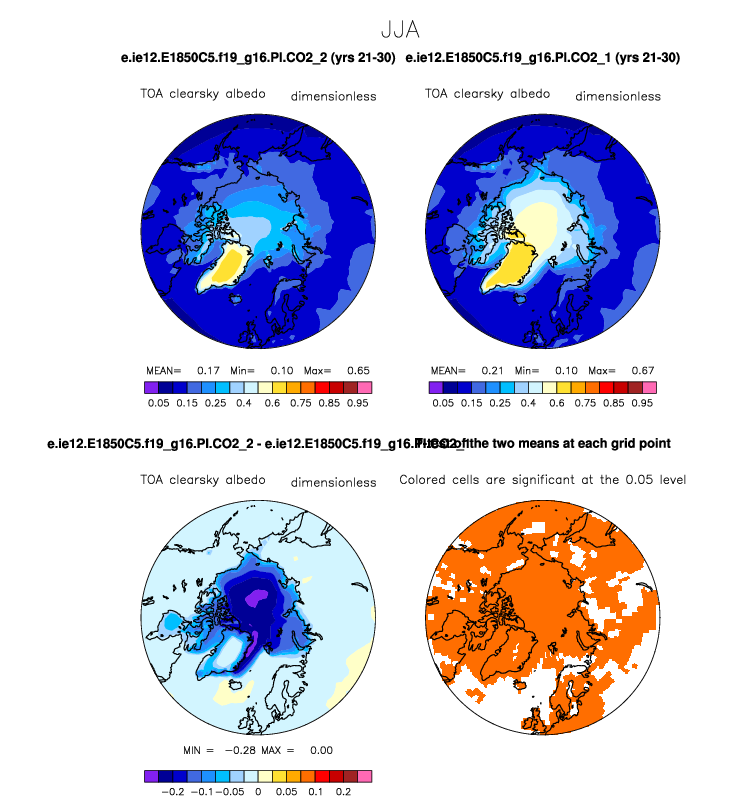 JJA
e.ie12.E1850C5.f19_g16.PI.CO2_2 (yrs 21-30) e.ie12.E1850C5.f19_g16.PI.CO2_1 (yrs 21-30)
TOA clearsky albedo dimensionless TOA clearsky albedo dimensionless
MEAN= 0.17 Min= 0.10 Max= 0.65 MEAN= 0.21 Min= 0.10 Max= 0.67
0.05 0.15 0.25 0.4 0.6 0.75 0.85 0.95 0.05 0.15 0.25 0.4 0.6 0.75 0.85 0.95
e.ie12.E1850C5.f19_g16.PI.CO2_2 - e.ie12.E1850C5.f19_g16.PI.CO2_ of the two means at each grid point
TOA clearsky albedo dimensionless Colored cells are significant at the 0.05 level
MIN = -0.28 MAX = 0.00
-0.2 -0.1 -0.05 0 0.05 0.1 0.2